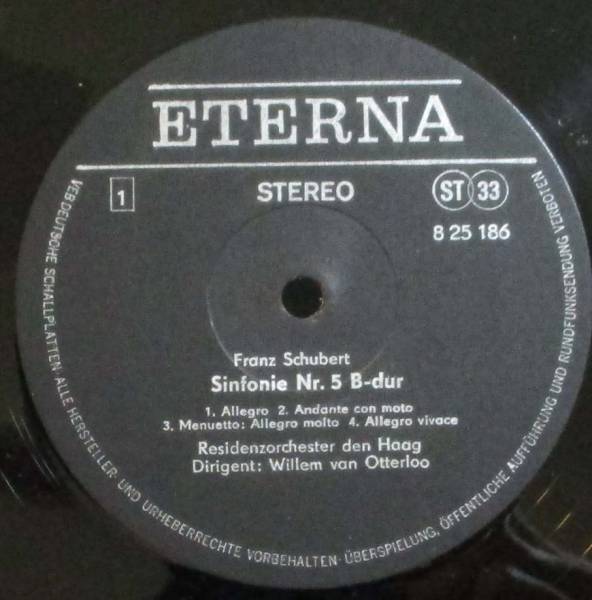 ETERNA
1
STEREO
ST 33
8 25 186
Franz Schubert
Sinfonie Nr. 5 B-dur
1. Allegro 2. Andante con moto
3. Menuetto: Allegro molto 4. Allegro vivace
Residenzorchester den Haag
Dirigent: Willem van Otterloo
VEB DEUTSCHE SCHALLPLATTEN · ALLE HERSTELLER- UND URHEBERRECHTE VORBEHALTEN · ÜBERSPIELUNG, ÖFFENTLICHE AUFFÜHRUNG UND RUNDFUNKSENDUNG VERBOTEN